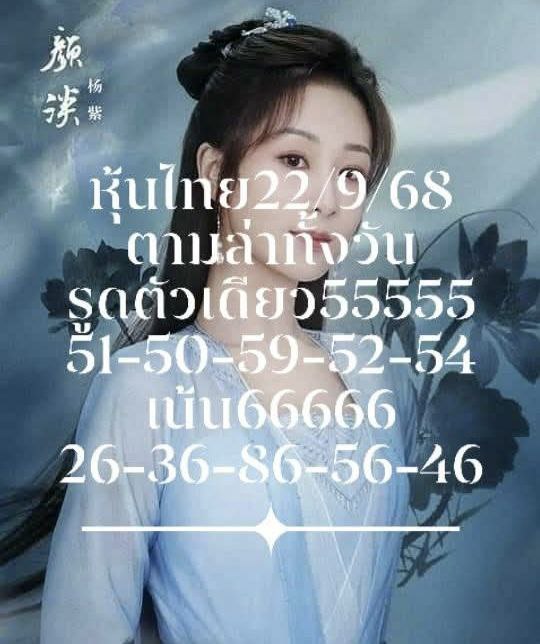 颜淡
杨紫
หุ้นไทย22/9/68
ตามล่าทั้งวัน
รูดตัวเดียว55555
51-50-59-52-54
เน้น66666
26-36-86-56-46